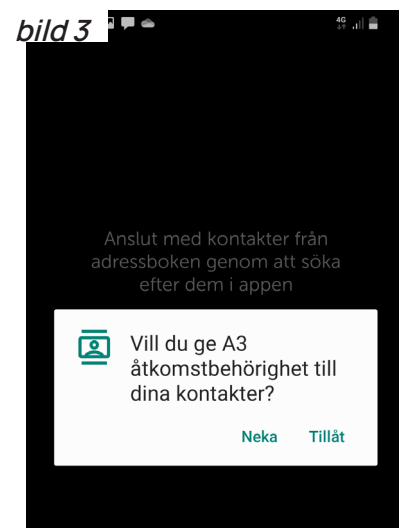 bild 3
4G
Anslut med kontakter från
adressboken genom att söka
efter dem i appen
Vill du ge A3
åtkomstbehörighet till
dina kontakter?
Neka Tillåt